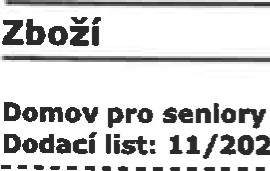 Zboží
Domov pro seniory
Dodací list: 11/202